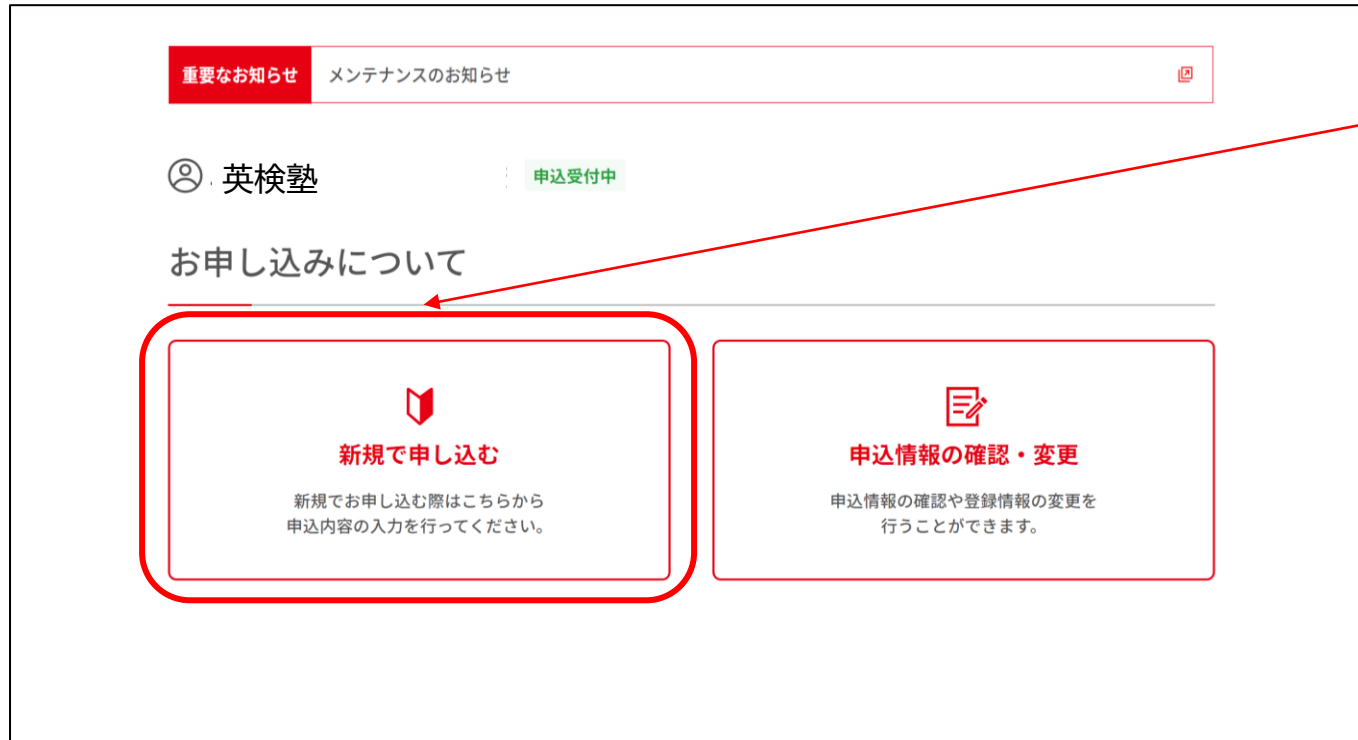 重要なお知らせ メンテナンスのお知らせ
英検塾 申込受付中
お申し込みについて
新規で申し込む
新規でお申し込む際はこちらから
申込内容の入力を行ってください。
申込情報の確認・変更
申込情報の確認や登録情報の変更を
行うことができます。